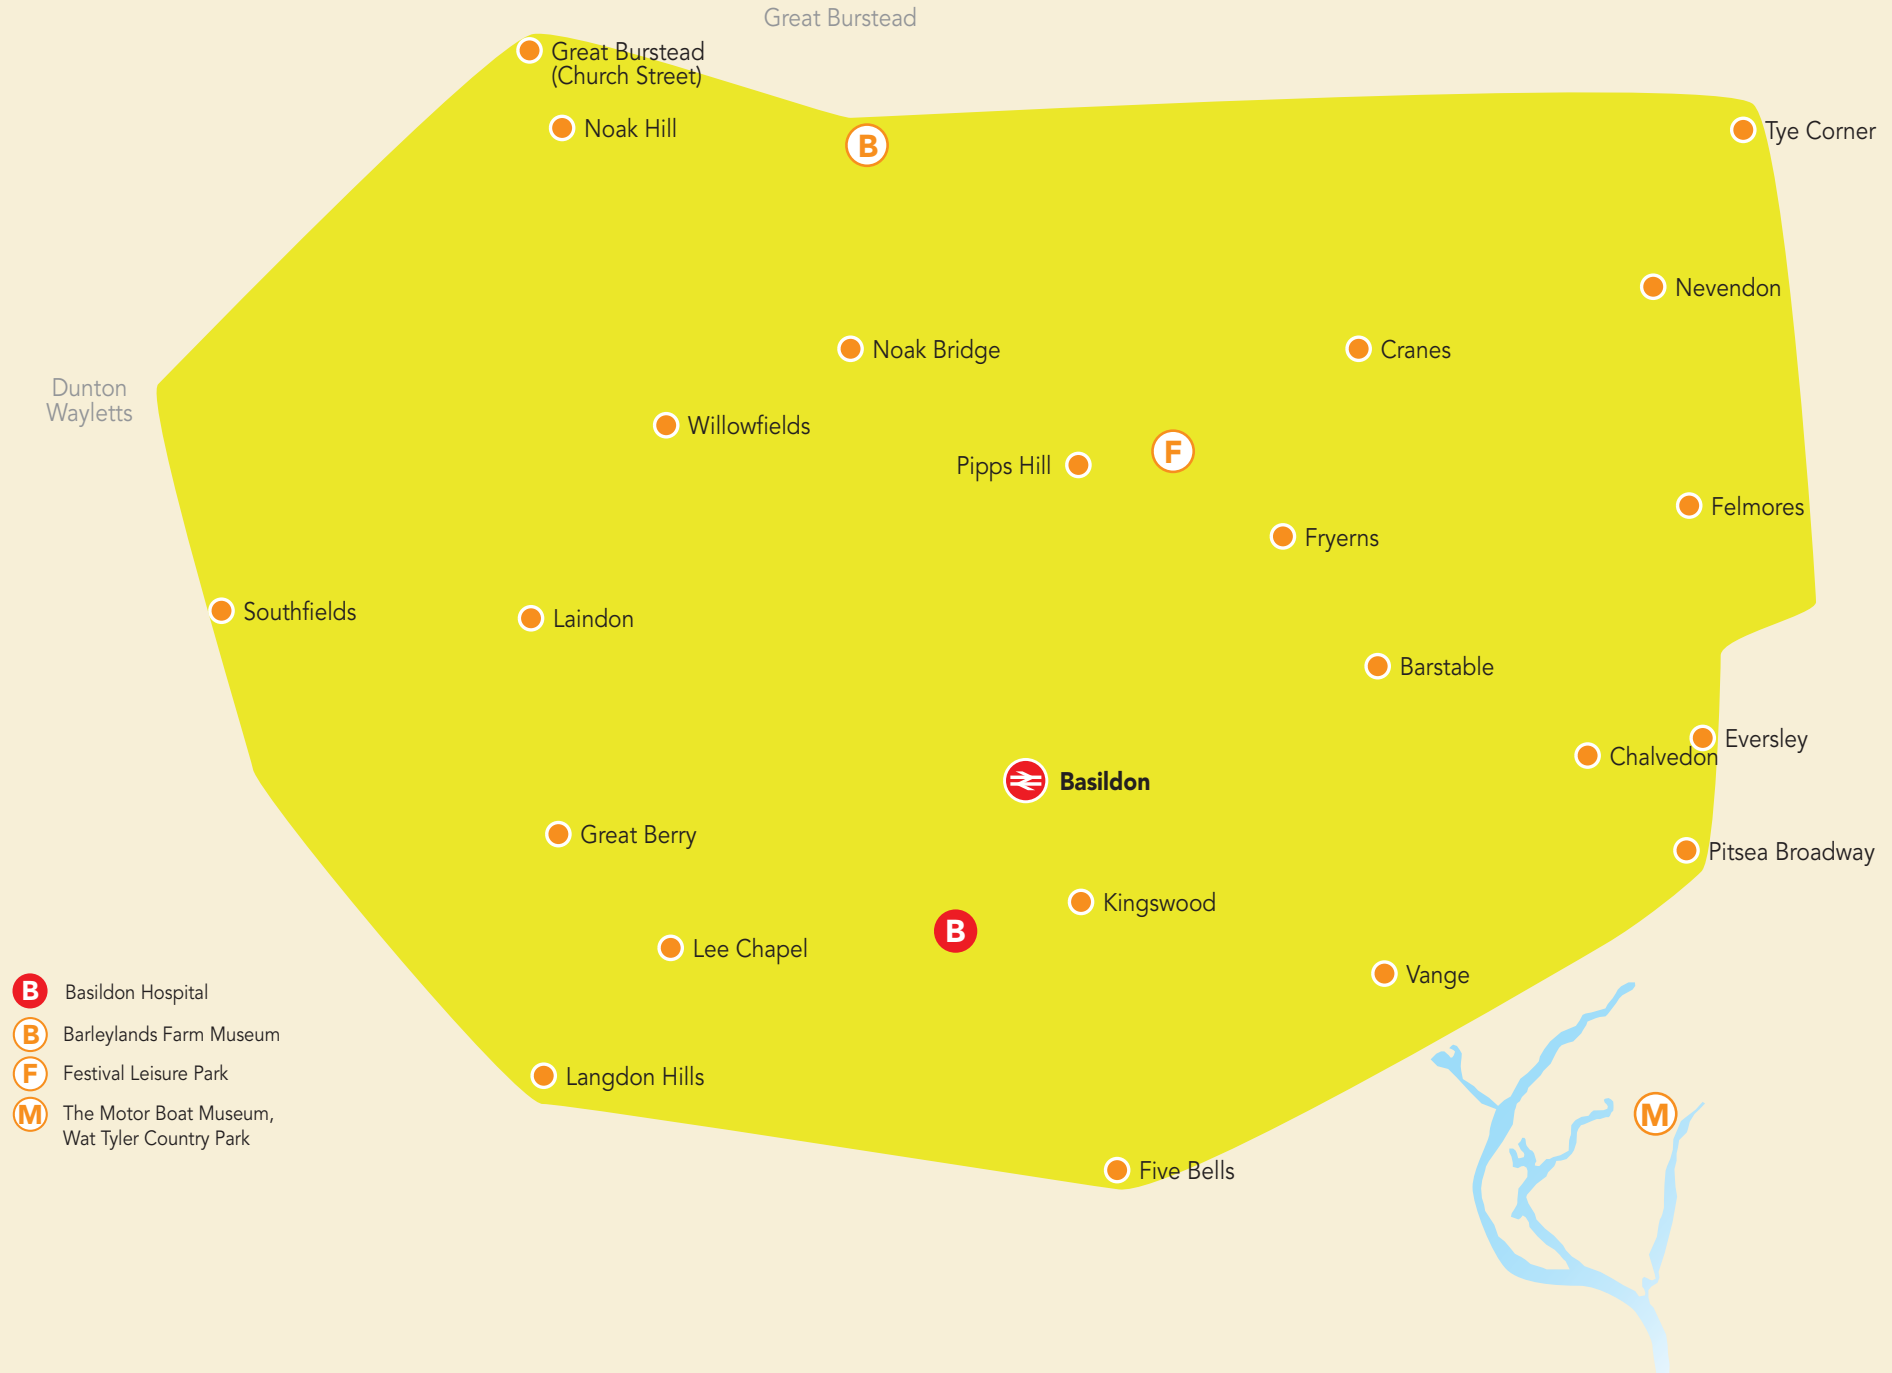 Great Burstead
Great Burstead
(Church Street)
Noak Hill
B
Tye Corner
Nevendon
Noak Bridge
Cranes
Dunton
Wayletts
Willowfields
Pipps Hill
F
Felmores
Fryerns
Southfields
Laindon
Barstable
Eversley
Chalvedon
Basildon
Great Berry
Pitsea Broadway
Kingswood
B
Lee Chapel
Vange
B Basildon Hospital
B Barleylands Farm Museum
F Festival Leisure Park
M The Motor Boat Museum,
Wat Tyler Country Park
Langdon Hills
M
Five Bells